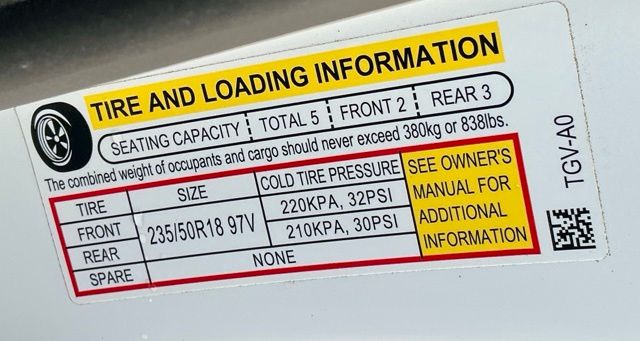 TIRE AND LOADING INFORMATION
SEATING CAPACITY TOTAL 5 FRONT 2 REAR 3
The combined weight of occupants and cargo should never exceed 380kg or 838lbs.
TIRE SIZE COLD TIRE PRESSURE
FRONT 235/50R18 97V 220KPA, 32PSI
REAR 210KPA, 30PSI
SPARE NONE
SEE OWNER'S
MANUAL FOR
ADDITIONAL
INFORMATION
TGV-A0